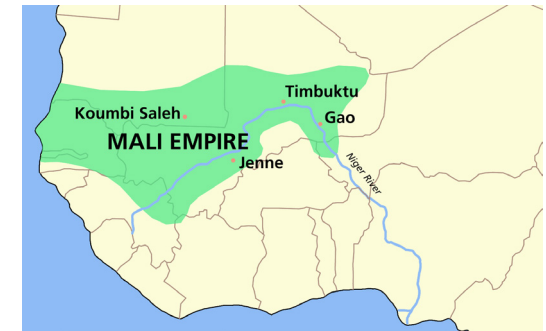 Timbuktu
Koumbi Saleh
Gao
MALI EMPIRE
Jenne
Niger River